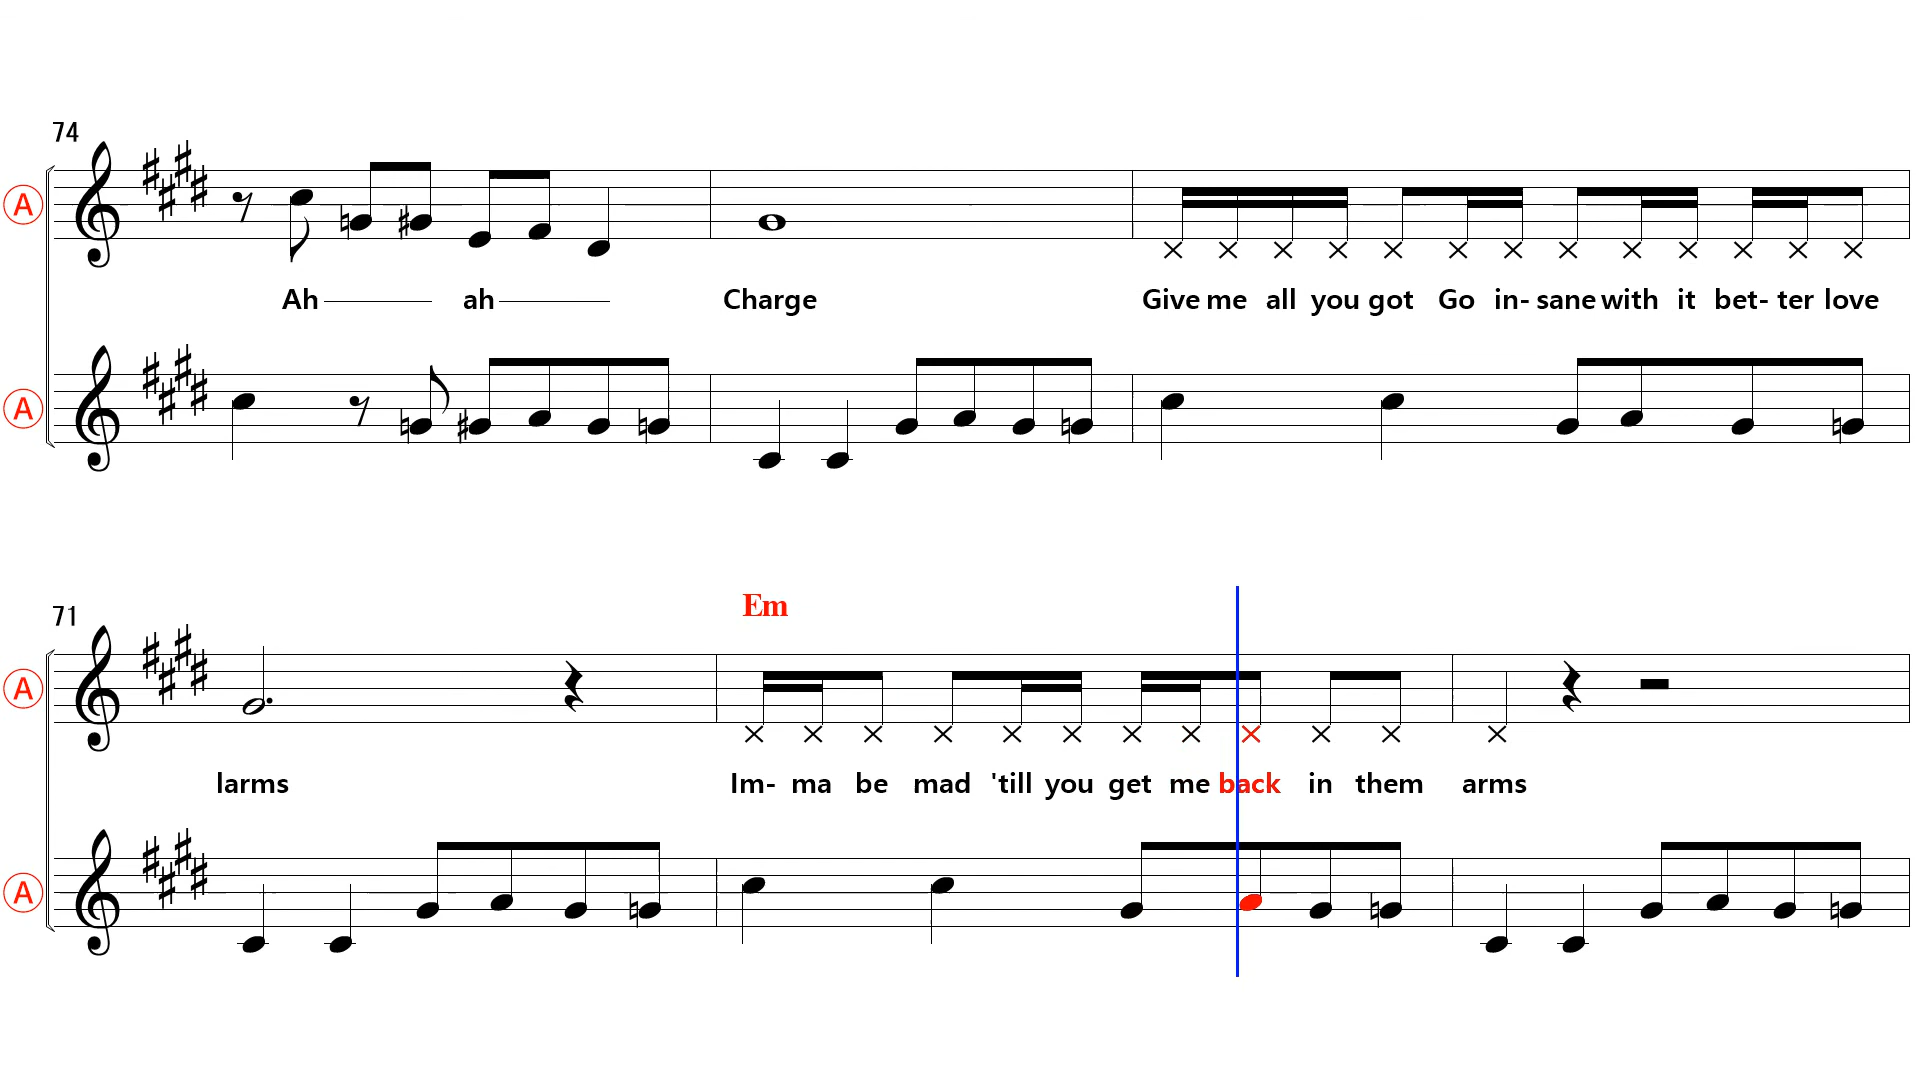 74
A
Ah ah Charge Give me all you got Go in- sane with it bet- ter love
A
71
Em
A
larms Im- ma be mad 'till you get me back in them arms
A